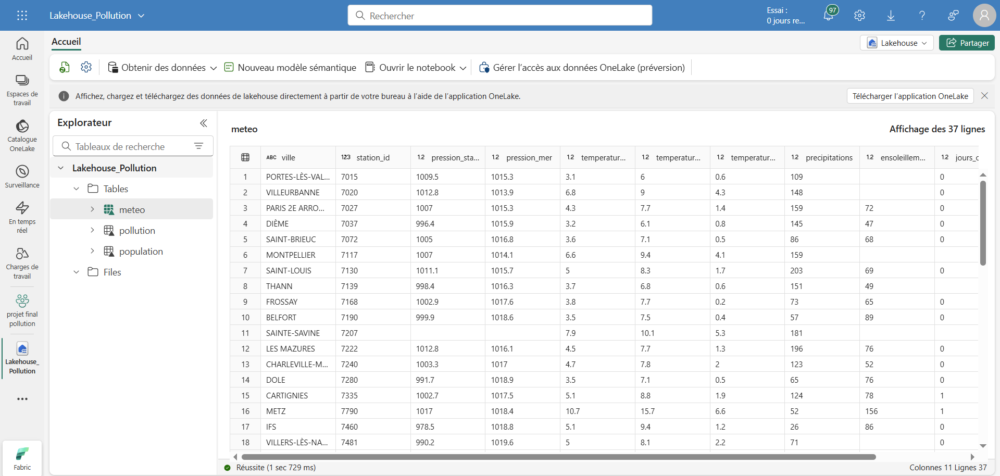 Lakehouse_Pollution
Rechercher
Essai :
0 jours re...
97
Accueil
Espaces de
travail
Catalogue
OneLake
Surveillance
En temps
réel
Charges de
travail
projet final
pollution
Lakehouse_
Pollution
Fabric
Accueil
Lakehouse
Partager
Obtenir des données
Nouveau modèle sémantique
Ouvrir le notebook
Gérer l'accès aux données OneLake (préversion)
Affichez, chargez et téléchargez des données de lakehouse directement à partir de votre bureau à l'aide de l'application OneLake.
Télécharger l'application OneLake
Explorateur
Tableaux de recherche
Lakehouse_Pollution
Tables
meteo
pollution
population
Files
meteo
Affichage des 37 lignes
ABC ville 123 station_id 1.2 pression_sta... 1.2 pression_mer 1.2 temperatur... 1.2 temperatur... 1.2 temperatur... 1.2 precipitations 1.2 ensoleillem... 1.2 jours_
1 PORTES-LÈS-VAL... 7015 1009.5 1015.3 3.1 6 0.6 109 0
2 VILLEURBANNE 7020 1012.8 1013.9 6.8 9 4.3 148 0
3 PARIS 2E ARRO... 7027 1007 1015.3 4.3 7.7 1.4 159 72 0
4 DIÈME 7037 996.4 1015.9 3.2 6.1 0.8 145 47 0
5 SAINT-BRIEUC 7072 1005 1016.8 3.6 7.1 0.5 86 68 0
6 MONTPELLIER 7117 1007 1014.1 6.6 9.4 4.1 159
7 SAINT-LOUIS 7130 1011.1 1015.7 5 8.3 1.7 203 69 0
8 THANN 7139 998.4 1016.3 3.7 6.8 0.6 151 49
9 FROSSAY 7168 1002.9 1017.6 3.8 7.7 0.2 73 65 0
10 BELFORT 7190 999.9 1018.6 3.5 7.5 0.4 57 89 0
11 SAINTE-SAVINE 7207 7.9 10.1 5.3 181
12 LES MAZURES 7222 1012.8 1016.1 4.5 7.7 1.3 196 76 0
13 CHARLEVILLE-M... 7240 1003.3 1017 4.7 7.8 2 123 52 0
14 DOLE 7280 991.7 1018.9 3.5 7.1 0.5 65 76 0
15 CARTIGNIES 7335 1002.7 1017.5 5.1 8.8 1.9 124 78 1
16 METZ 7790 1017 1018.4 10.7 15.7 6.6 52 156 1
17 IFS 7460 978.5 1018.8 5.1 9.4 1.2 26 86 0
18 VILLERS-LÈS-NA... 7481 990.2 1019.6 5 8.1 2.2 71 0
Réussite (1 sec 729 ms)
Colonnes 11 Lignes 37